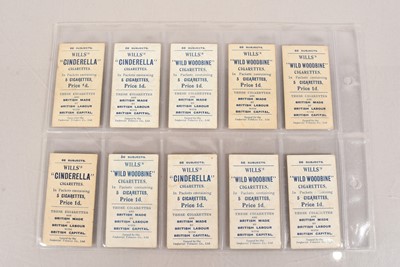 50 SUBJECTS.
WILLS'
"CINDERELLA"
CIGARETTES.
In Packets containing
5 CIGARETTES,
Price 1d.
THESE CIGARETTES
are
BRITISH MADE
by
BRITISH LABOUR
with
BRITISH CAPITAL.
50 SUBJECTS.
WILLS'
"CINDERELLA"
CIGARETTES.
In Packets containing
5 CIGARETTES,
Price 1d.
THESE CIGARETTES
are
BRITISH MADE
by
BRITISH LABOUR
with
BRITISH CAPITAL.
50 SUBJECTS.
WILLS'
"WILD WOODBINE"
CIGARETTES,
In Packets containing
5 CIGARETTES,
Price 1d.
THESE CIGARETTES
are
BRITISH MADE
by
BRITISH LABOUR
with
BRITISH CAPITAL.
50 SUBJECTS.
WILLS'
"WILD WOODBINE"
CIGARETTES,
In Packets containing
5 CIGARETTES,
Price 1d.
THESE CIGARETTES
are
BRITISH MADE
by
BRITISH LABOUR
with
BRITISH CAPITAL.
50 SUBJECTS.
WILLS'
"WILD WOODBINE"
CIGARETTES,
In Packets containing
5 CIGARETTES,
Price 1d.
THESE CIGARETTES
are
BRITISH MADE
by
BRITISH LABOUR
with
BRITISH CAPITAL.
50 SUBJECTS.
WILLS'
"CINDERELLA"
CIGARETTES
In Packets containing
5 CIGARETTES,
Price 1d.
THESE CIGARETTES
are
BRITISH MADE
by
BRITISH LABOUR
with
BRITISH CAPITAL.
50 SUBJECTS.
WILLS'
"WILD WOODBINE"
CIGARETTES,
In Packets containing
5 CIGARETTES,
Price 1d.
THESE CIGARETTES
are
BRITISH MADE
by
BRITISH LABOUR
with
BRITISH CAPITAL.
50 SUBJECTS.
WILLS'
"CINDERELLA"
CIGARETTES
In Packets containing
5 CIGARETTES,
Price 1d.
THESE CIGARETTES
are
BRITISH MADE
by
BRITISH LABOUR
with
BRITISH CAPITAL.
50 SUBJECTS.
WILLS'
"WILD WOODBINE"
CIGARETTES,
In Packets containing
5 CIGARETTES,
Price 1d.
THESE CIGARETTES
are
BRITISH MADE
by
BRITISH LABOUR
with
BRITISH CAPITAL.
50 SUBJECTS.
WILLS'
"WILD WOODBINE"
CIGARETTES,
In Packets containing
5 CIGARETTES,
Price 1d.
THESE CIGARETTES
are
BRITISH MADE
by
BRITISH LABOUR
with
BRITISH CAPITAL.